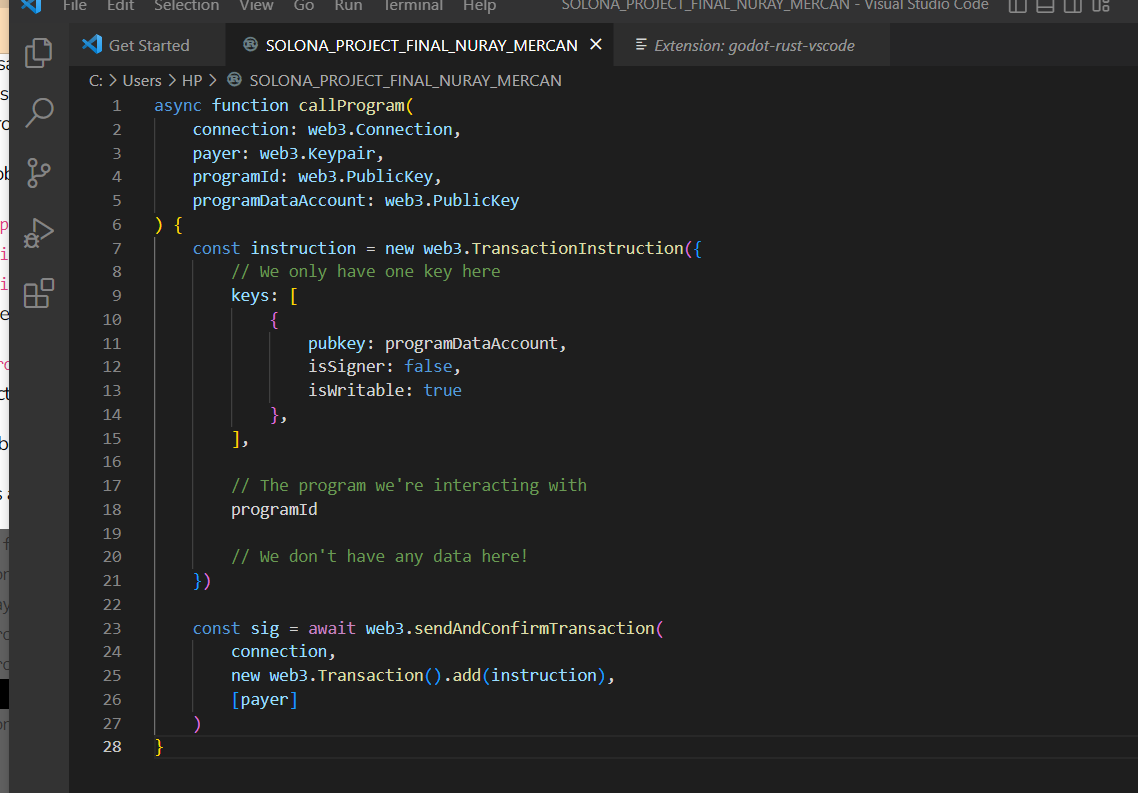 File Edit Selection View Go Run Terminal Help SOLONA_PROJECT_FINAL_NURAY_MERCAN - Visual Studio Code
Get Started SOLONA_PROJECT_FINAL_NURAY_MERCAN Extension: godot-rust-vscode
C: > Users > HP > SOLONA_PROJECT_FINAL_NURAY_MERCAN
1 async function callProgram(
2 connection: web3.Connection,
3 payer: web3.Keypair,
4 programId: web3.PublicKey,
5 programDataAccount: web3.PublicKey
6 ) {
7 const instruction = new web3.TransactionInstruction({
8 // We only have one key here
9 keys: [
10 {
11 pubkey: programDataAccount,
12 isSigner: false,
13 isWritable: true
14 },
15 ],
16
17 // The program we're interacting with
18 programId
19
20 // We don't have any data here!
21 })
22
23 const sig = await web3.sendAndConfirmTransaction(
24 connection,
25 new web3.Transaction().add(instruction),
26 [payer]
27 )
28 }